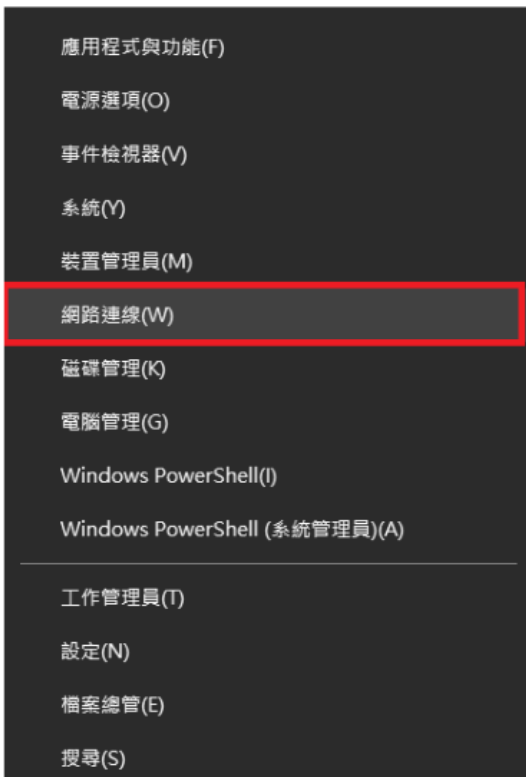 應用程式與功能(F)
電源選項(O)
事件檢視器(V)
系統(Y)
裝置管理員(M)
網路連線(W)
磁碟管理(K)
電腦管理(G)
Windows PowerShell(I)
Windows PowerShell (系統管理員)(A)
工作管理員(T)
設定(N)
檔案總管(E)
搜尋(S)